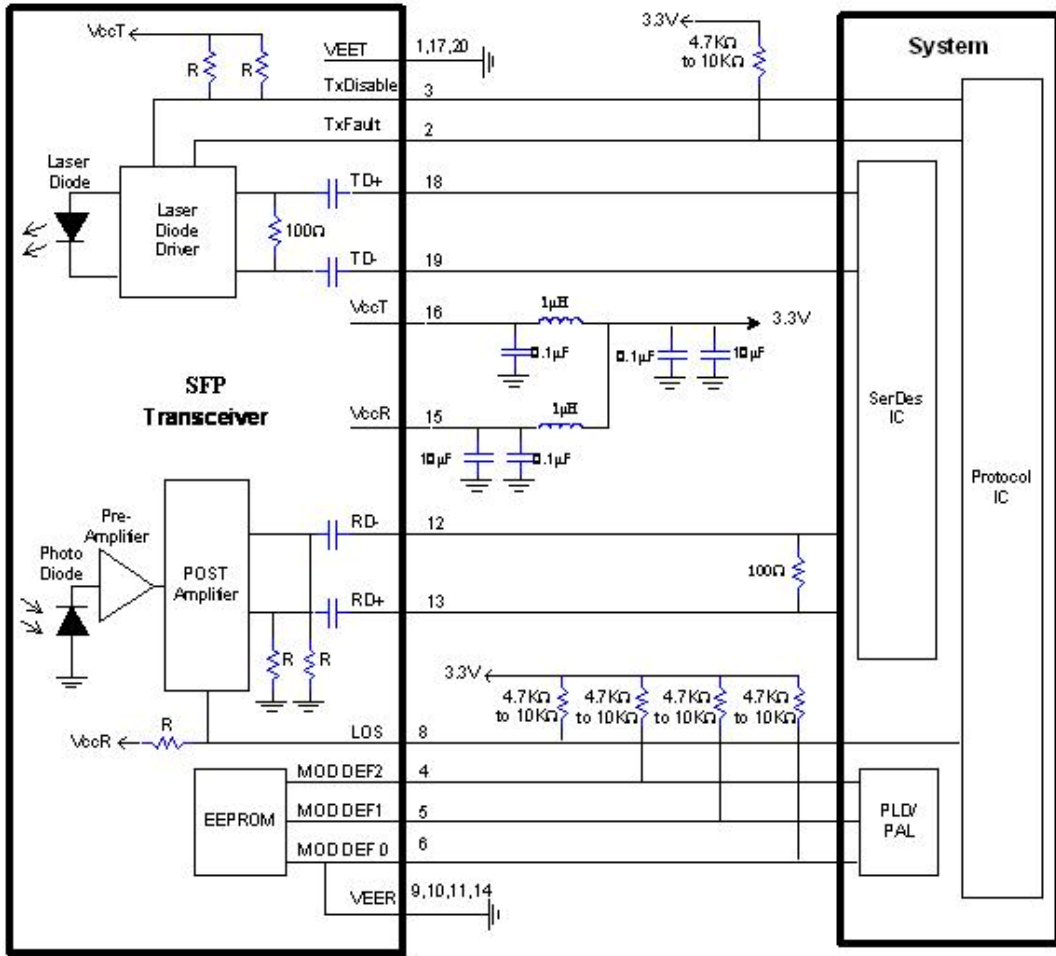 VccT
R
R
VEET
1,17,20
3.3V
4.7KΩ
to 10KΩ
System
TxDisable
3
TxFault
2
Laser
Diode
Laser
Diode
Driver
TD+
18
100Ω
TD-
19
VccT
16
1µH
3.3V
0.1µF
0.1µF
10µF
SFP
Transceiver
VccR
15
1µH
10µF
0.1µF
SerDes
IC
Protocol
IC
Pre-
Amplifier
Photo
Diode
POST
Amplifier
RD-
12
100Ω
RD+
13
R
R
3.3V
4.7KΩ
to 10KΩ
4.7KΩ
to 10KΩ
4.7KΩ
to 10KΩ
4.7KΩ
to 10KΩ
R
VccR
LOS
8
EEPROM
MOD DEF2
4
MOD DEF1
5
MOD DEF 0
6
PLD/
PAL
VEER
9,10,11,14